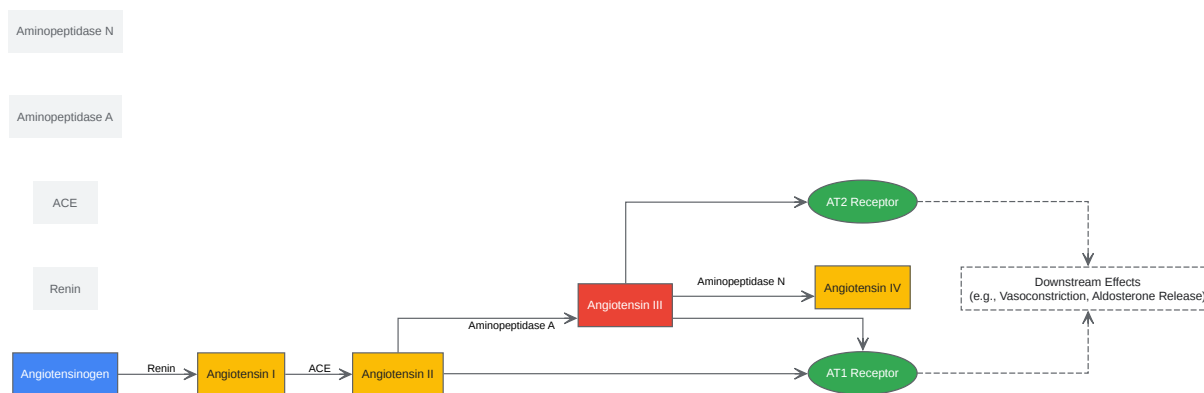 Aminopeptidase N
Aminopeptidase A
ACE
AT2 Receptor
Renin
Aminopeptidase N
Angiotensin IV
Downstream Effects
(e.g., Vasoconstriction, Aldosterone Release)
Angiotensin III
Aminopeptidase A
Angiotensinogen
Renin
Angiotensin I
ACE
Angiotensin II
AT1 Receptor